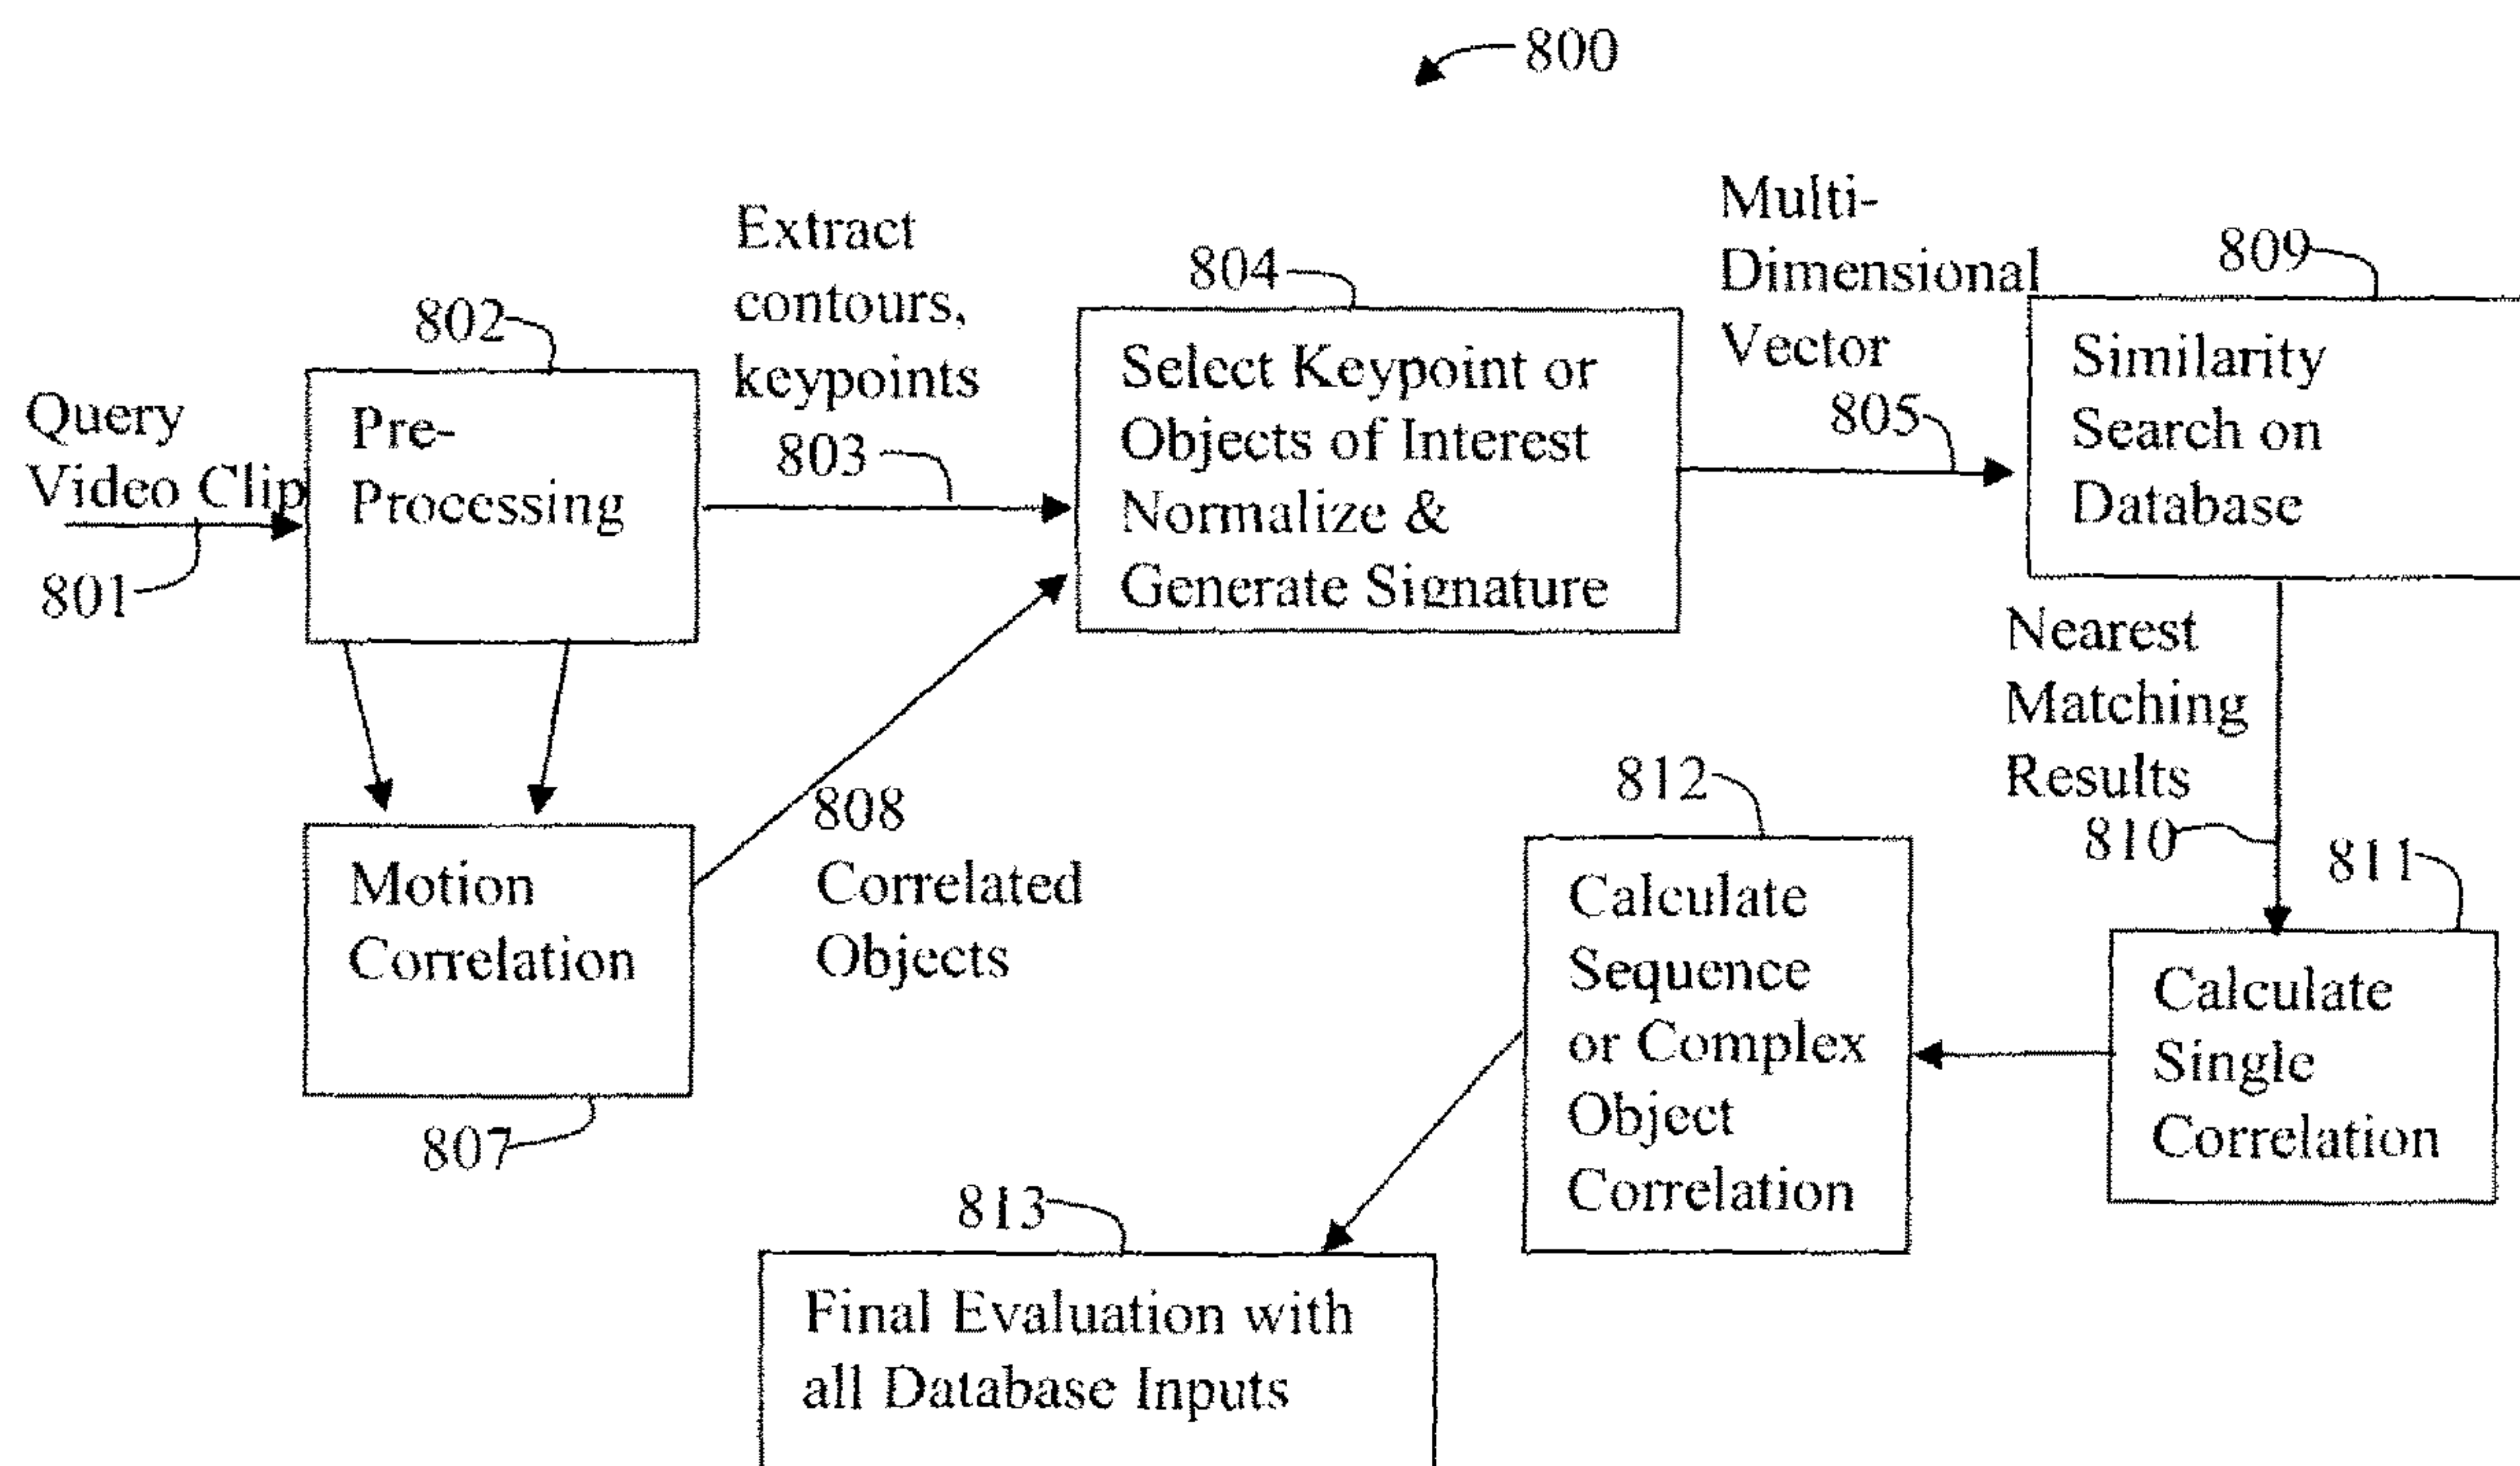 800
Query
Video Clip
801
802
Pre-
Processing
Extract
contours,
keypoints
803
804
Select Keypoint or
Objects of Interest
Normalize &
Generate Signature
Multi-
Dimensional
Vector
805
809
Similarity
Search on
Database
Nearest
Matching
Results
810
811
Calculate
Single
Correlation
812
Calculate
Sequence
or Complex
Object
Correlation
808
Correlated
Objects
Motion
Correlation
807
813
Final Evaluation with
all Database Inputs